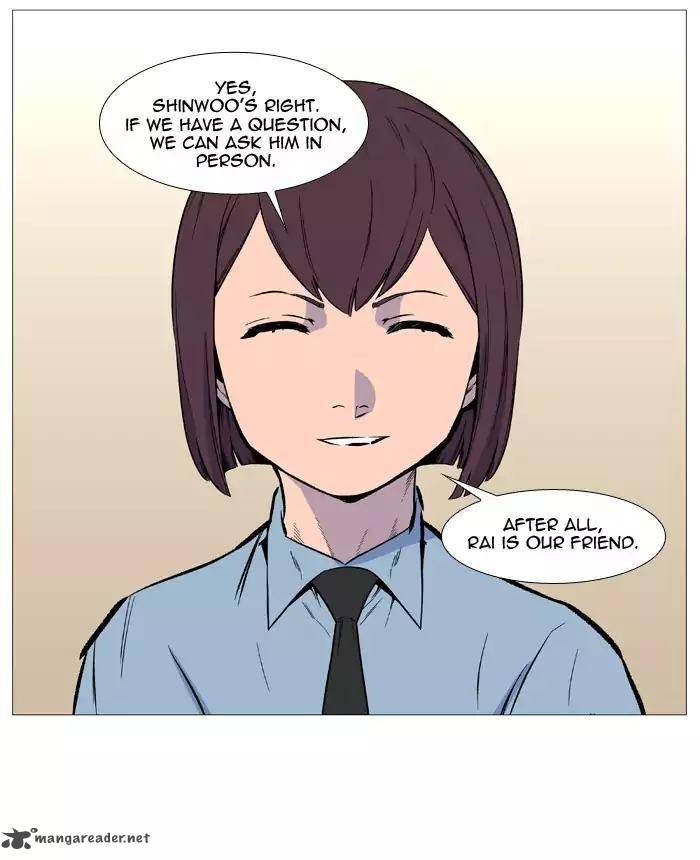 YES,
SHINWOO'S RIGHT.
IF WE HAVE A QUESTION,
WE CAN ASK HIM IN
PERSON.
AFTER ALL,
RAI IS OUR FRIEND.
mangareader.net